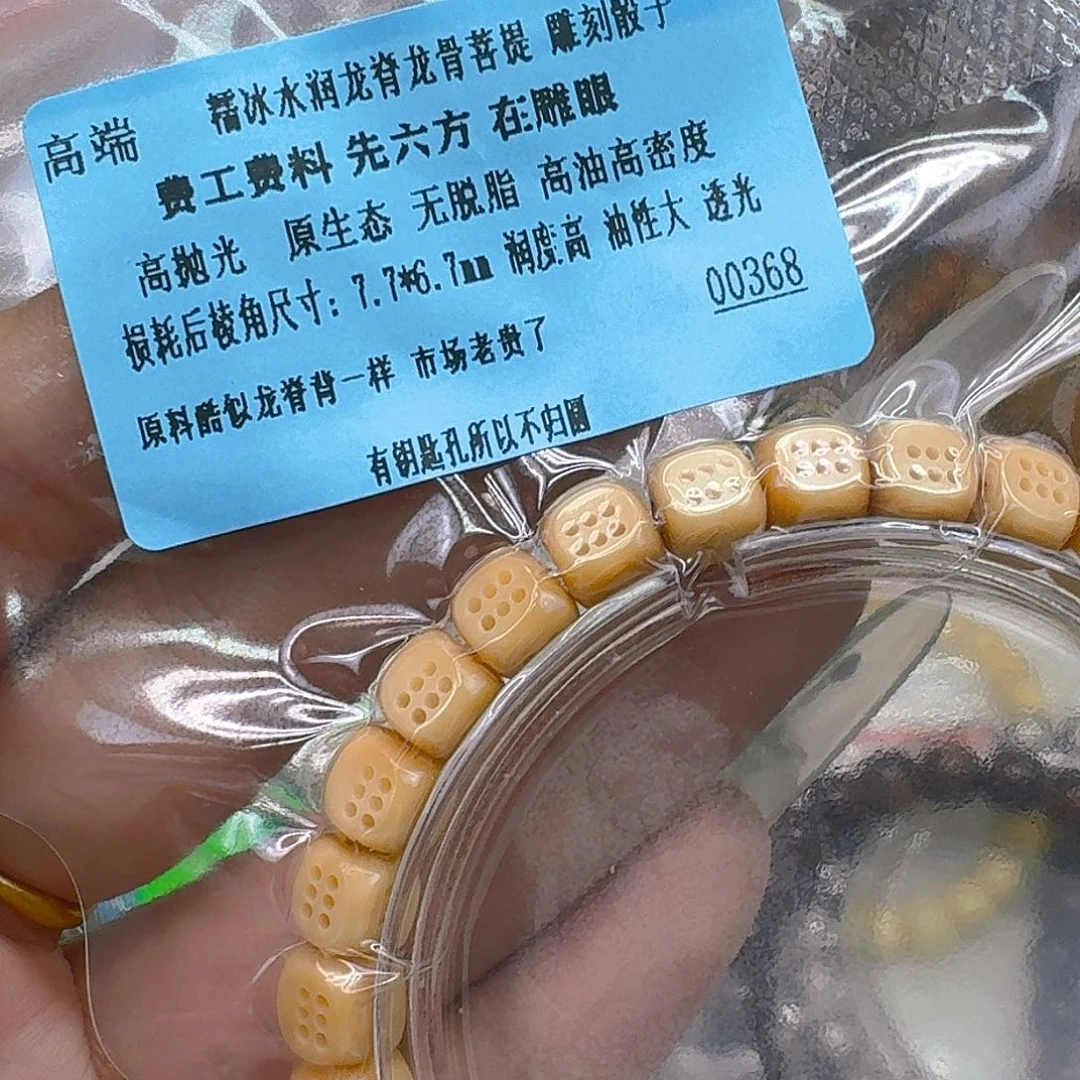 高端 糯冰水润龙脊龙骨菩提 雕刻骰子
费工费料 先六方 在雕眼
高抛光 原生态 无脱脂 高油高密度
损耗后棱角尺寸：7.7*6.7mm 润度高 油性大 透光
00368
原料酷似龙脊背一样 市场老贵了
有钥匙孔所以不归圆